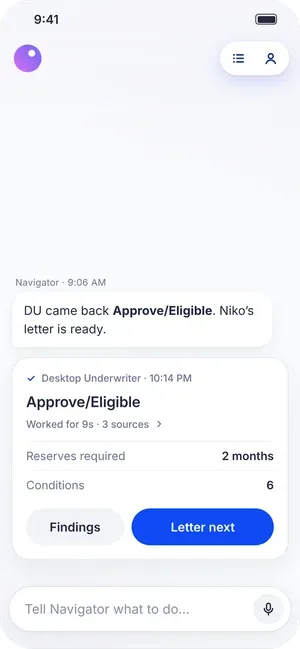 9:41
Navigator · 9:06 AM
DU came back Approve/Eligible. Niko’s
letter is ready.
Desktop Underwriter · 10:14 PM
Approve/Eligible
Worked for 9s · 3 sources
Reserves required 2 months
Conditions 6
Findings Letter next
Tell Navigator what to do...